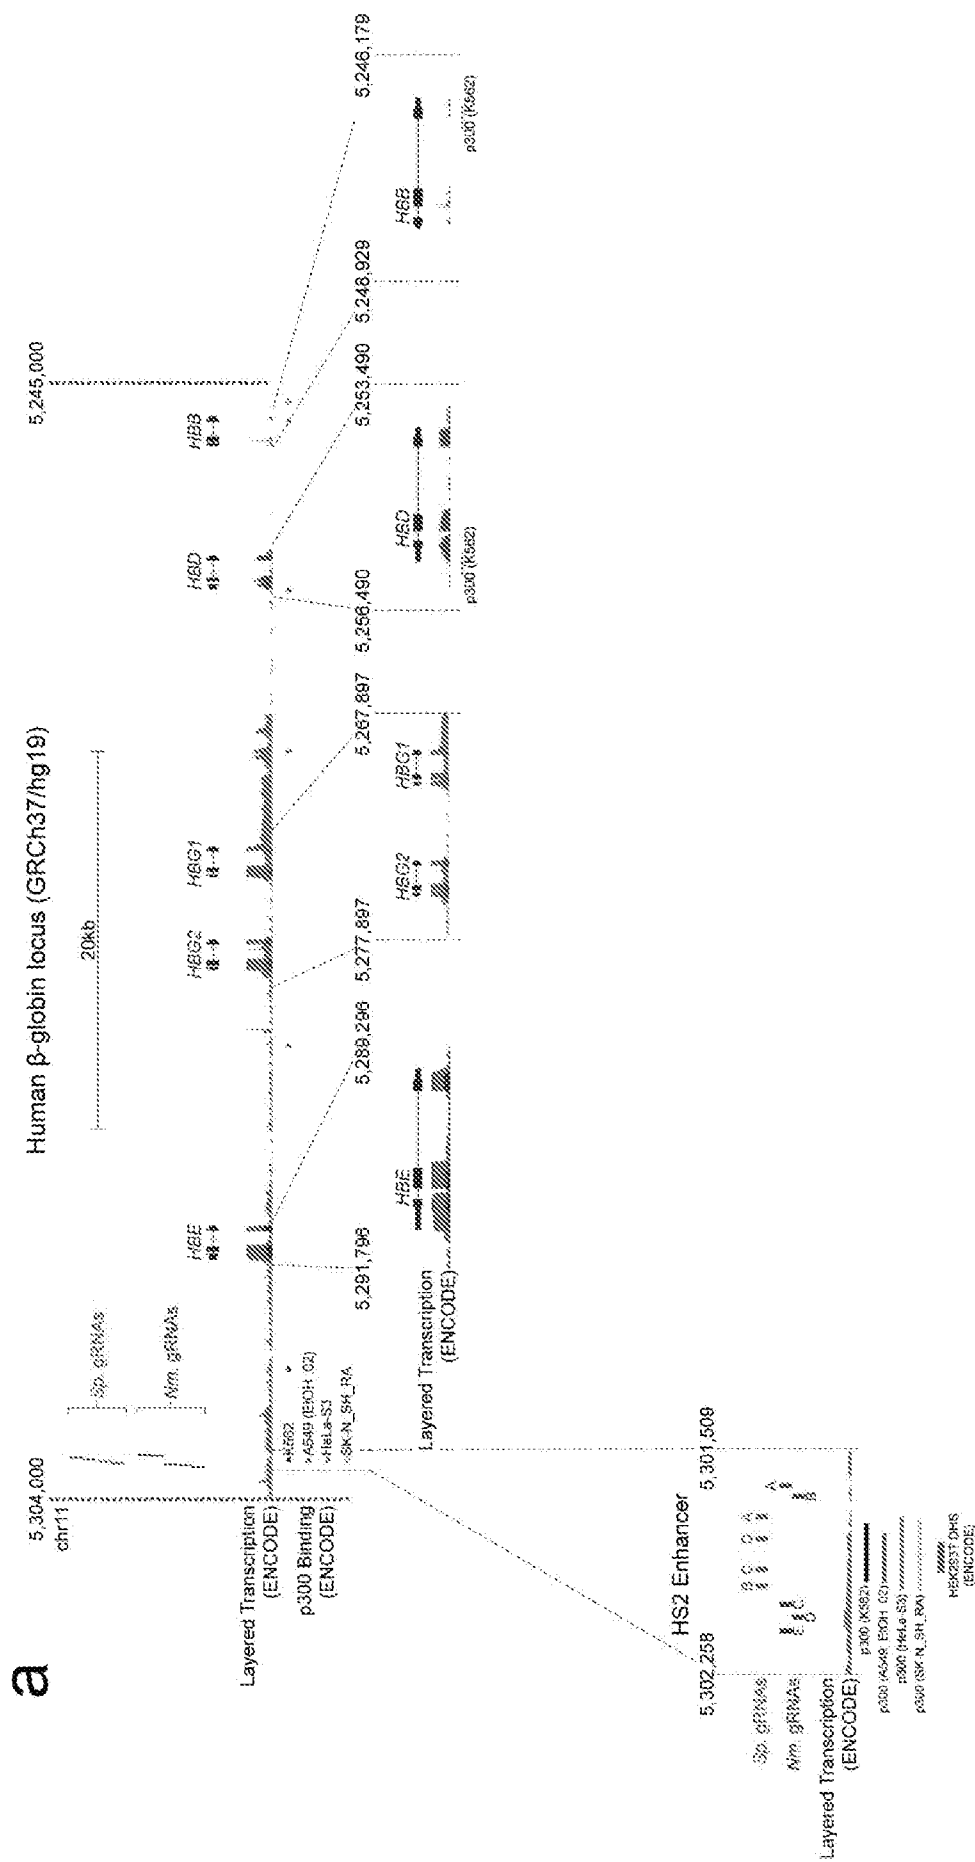 a
Human β-globin locus (GRCh37/hg19)
5,304,000
5,245,000
chr11
20kb
Sp. gRNAs
Nm. gRNAs
HBE
HBG2
HBG1
HBD
HBB
Layered Transcription
(ENCODE)
p300 Binding
(ENCODE)
K562
A549 (EtOH .02)
HeLa-S3
SK-N_SH_RA
5,291,796
5,289,296
5,277,897
5,267,897
5,256,490
5,253,490
5,248,929
5,246,179
HBE
HBG2
HBG1
HBD
HBB
Layered Transcription
(ENCODE)
p300 (K562)
p300 (K562)
HS2 Enhancer
5,302,258
5,301,509
Sp. gRNAs
Nm. gRNAs
Layered Transcription
(ENCODE)
p300 (K562)
p300 (A549_EtOH .02)
p300 (HeLa-S3)
p300 (SK-N_SH_RA)
HEK293T DHS
(ENCODE)